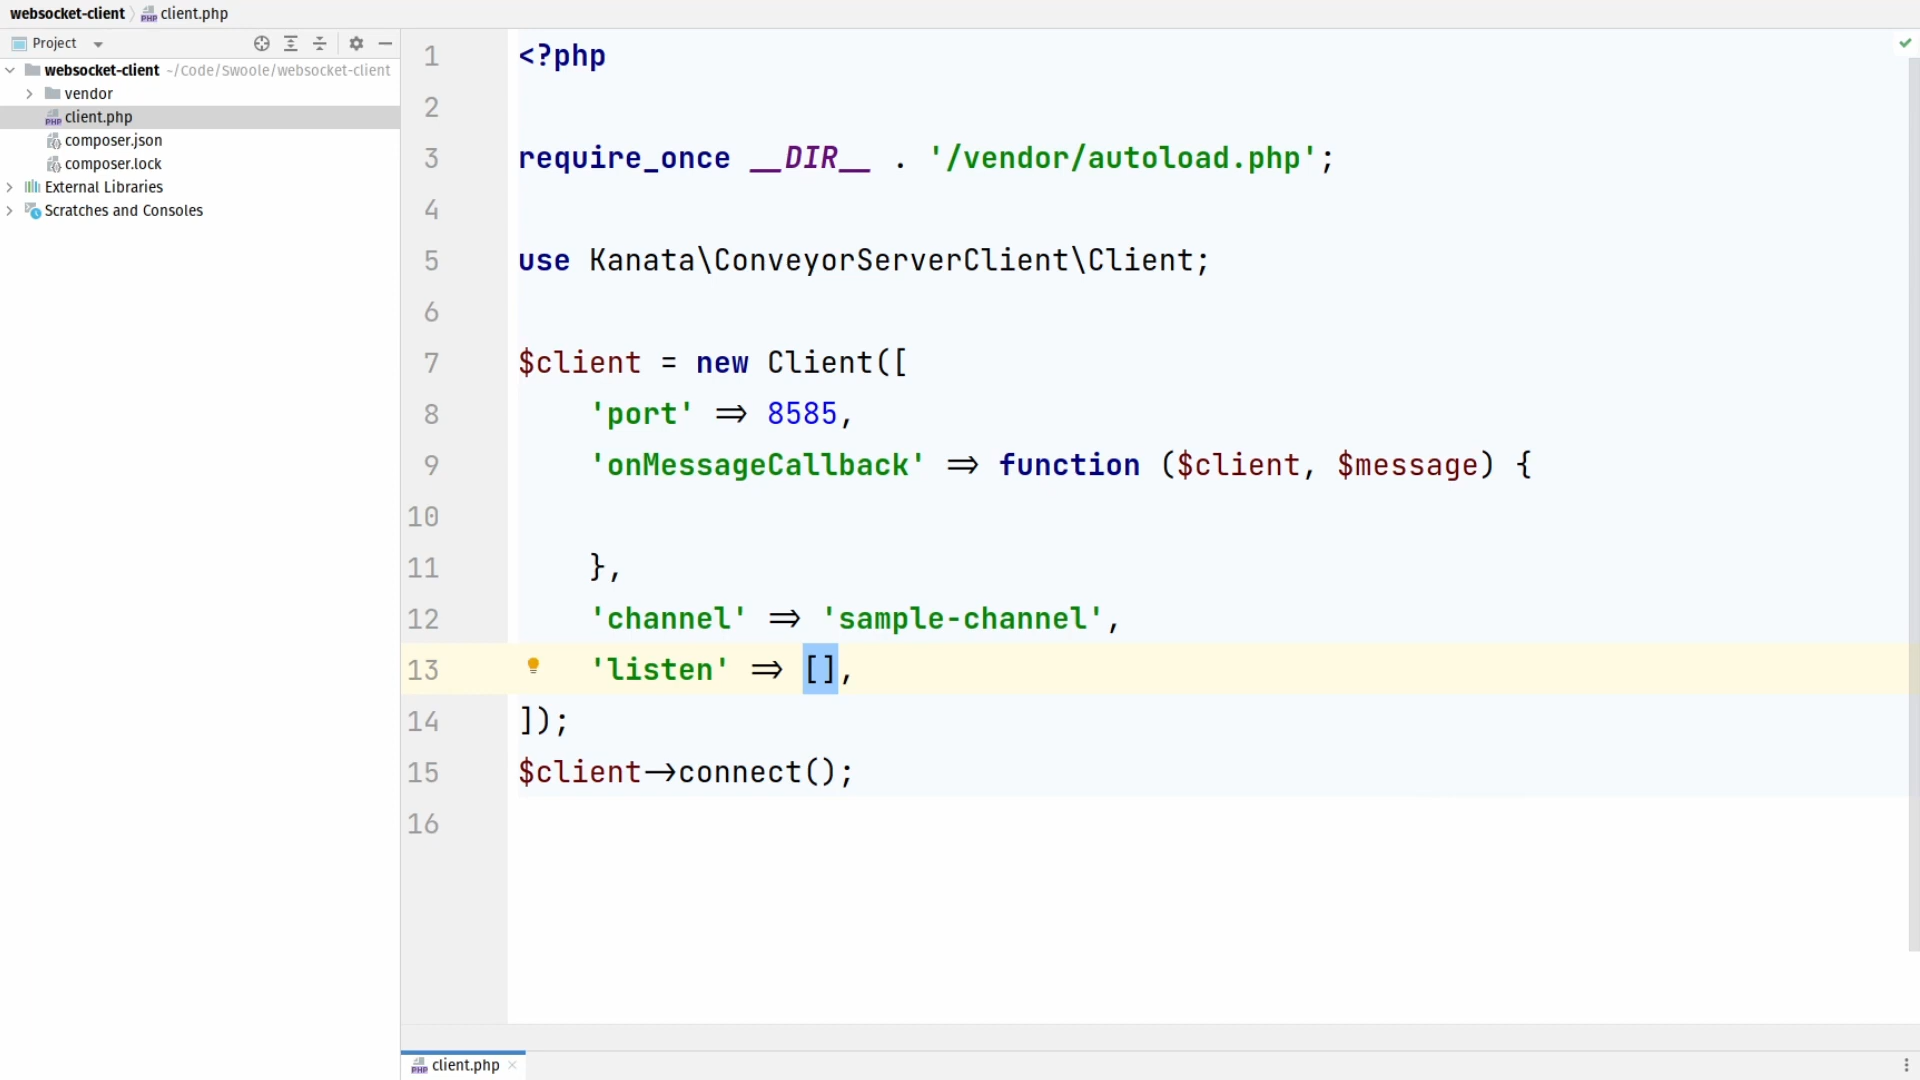 websocket-client client.php
Project
websocket-client ~/Code/Swoole/websocket-client
vendor
client.php
composer.json
composer.lock
External Libraries
Scratches and Consoles
1 <?php
2
3 require_once __DIR__ . '/vendor/autoload.php';
4
5 use Kanata\ConveyorServerClient\Client;
6
7 $client = new Client([
8 'port' => 8585,
9 'onMessageCallback' => function ($client, $message) {
10
11 },
12 'channel' => 'sample-channel',
13 'listen' => [],
14 ]);
15 $client->connect();
16
client.php